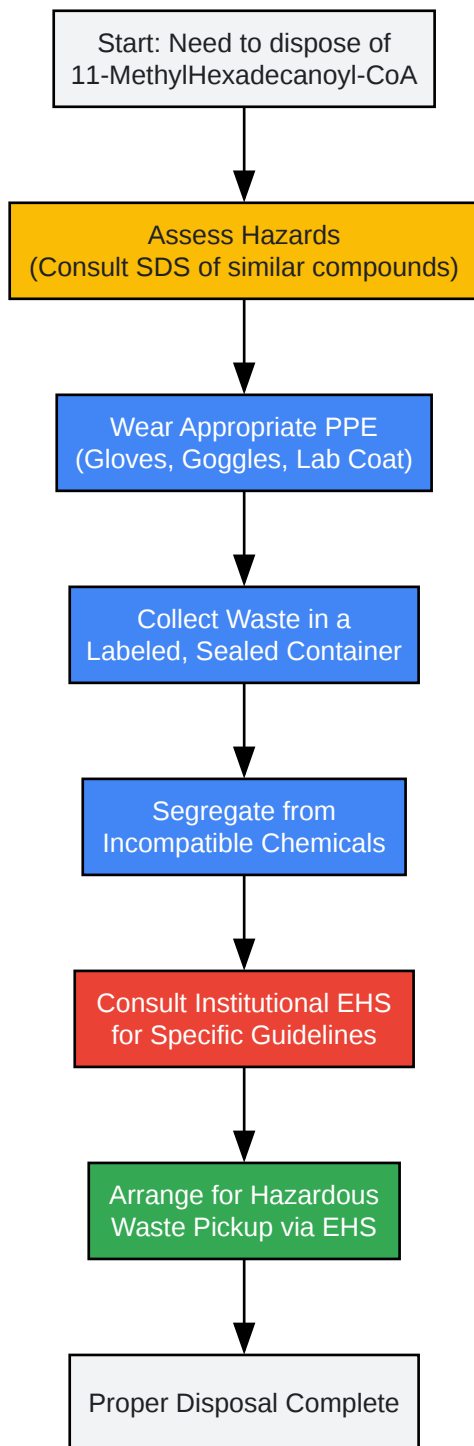 Start: Need to dispose of
11-MethylHexadecanoyl-CoA
Assess Hazards
(Consult SDS of similar compounds)
Wear Appropriate PPE
(Gloves, Goggles, Lab Coat)
Collect Waste in a
Labeled, Sealed Container
Segregate from
Incompatible Chemicals
Consult Institutional EHS
for Specific Guidelines
Arrange for Hazardous
Waste Pickup via EHS
Proper Disposal Complete